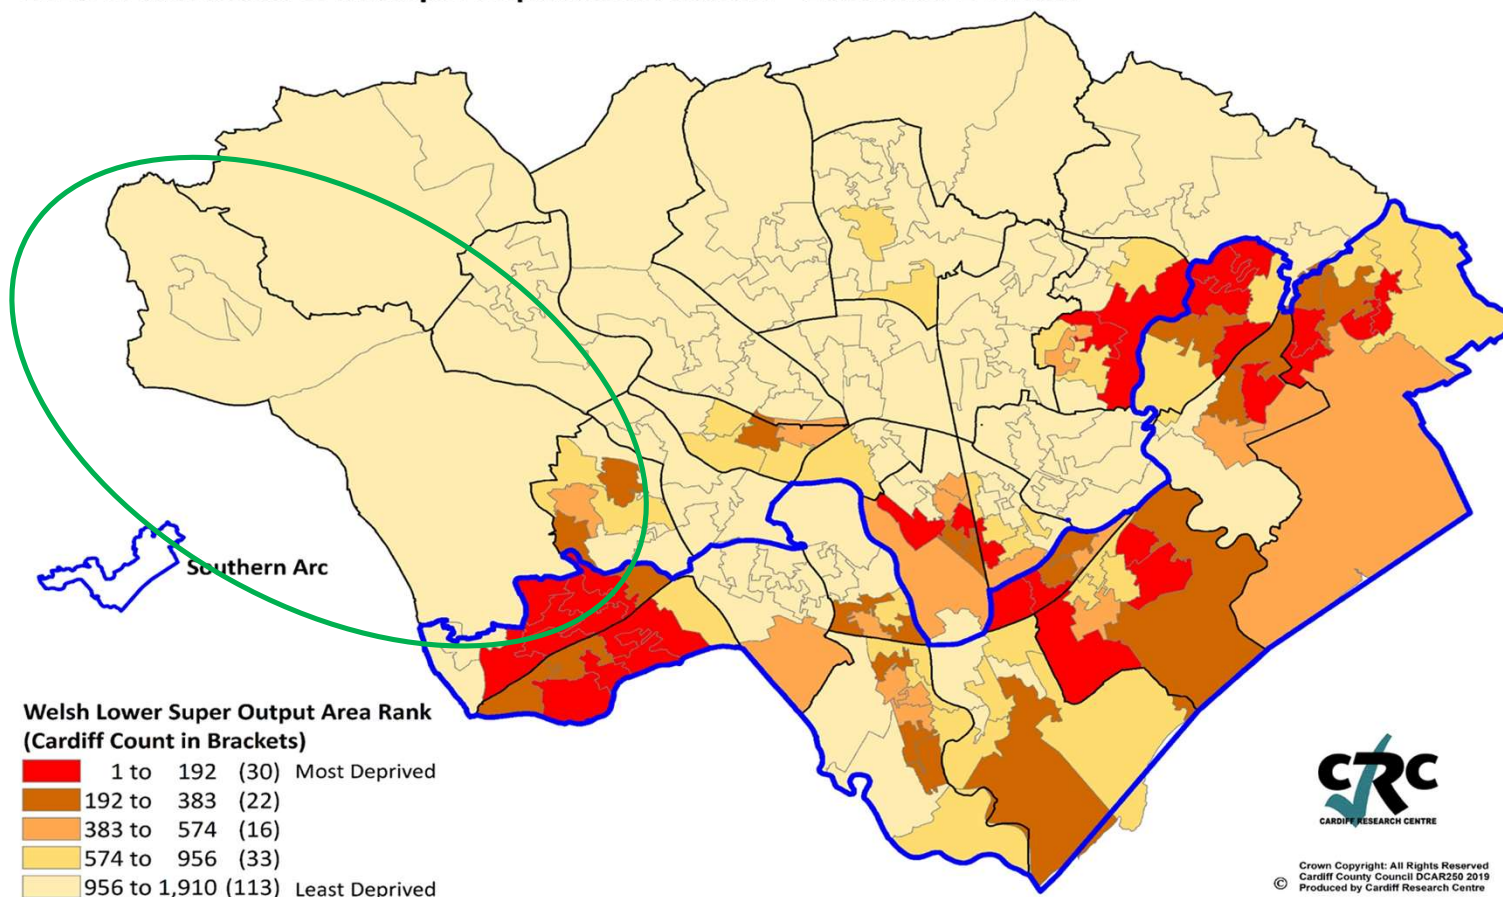 Southern Arc
Welsh Lower Super Output Area Rank
(Cardiff Count in Brackets)
1 to 192 (30) Most Deprived
192 to 383 (22)
383 to 574 (16)
574 to 956 (33)
956 to 1,910 (113) Least Deprived
CRC
CARDIFF RESEARCH CENTRE
Crown Copyright: All Rights Reserved
Cardiff County Council DCAR250 2019
© Produced by Cardiff Research Centre